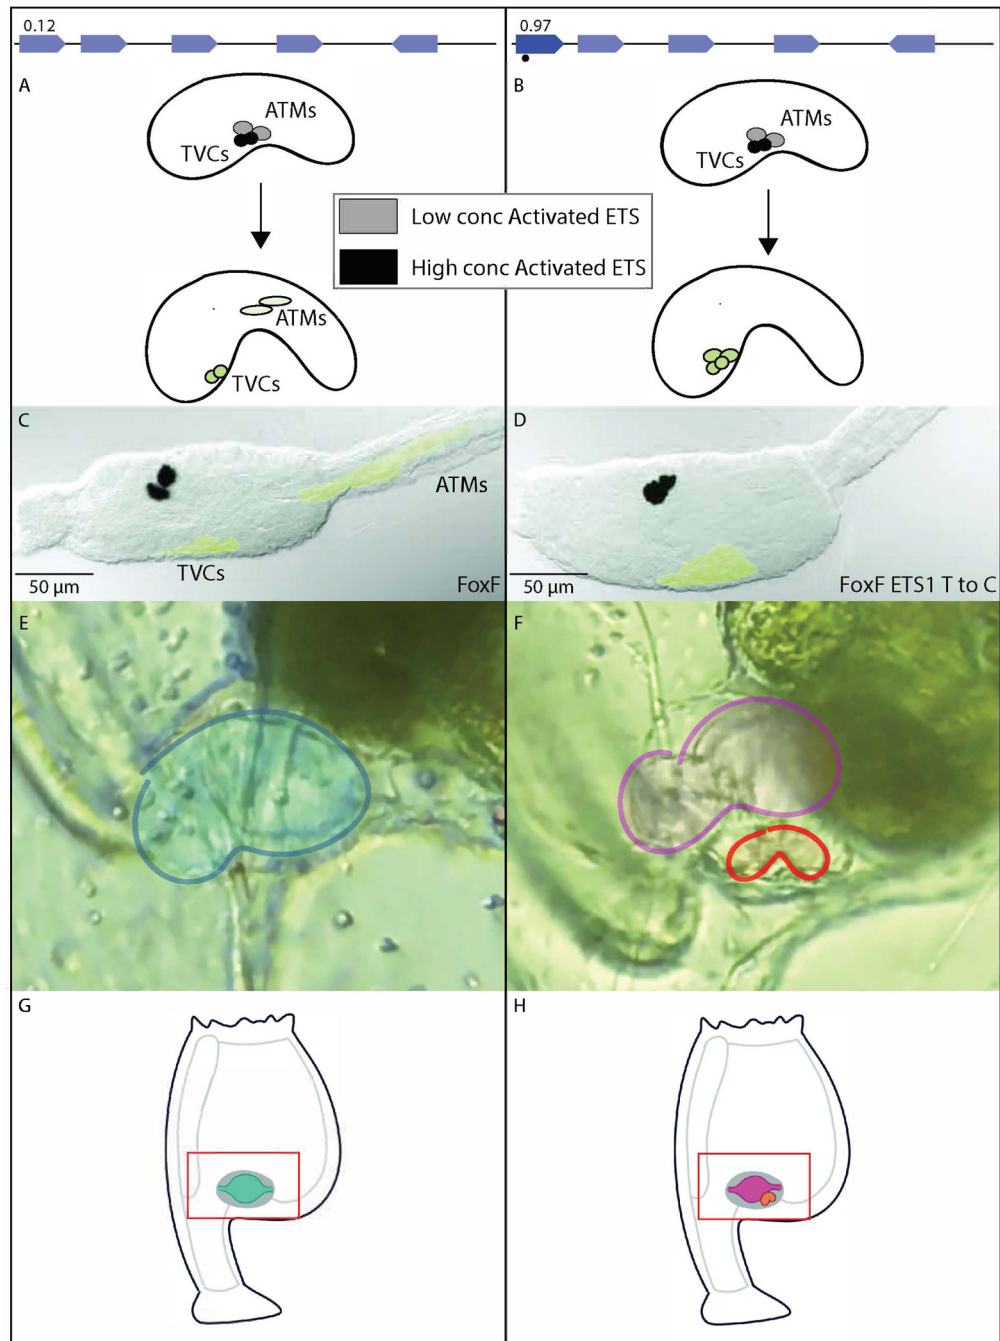 0.12
0.97
A
ATMs
TVCs
B
ATMs
TVCs
Low conc Activated ETS
High conc Activated ETS
ATMs
TVCs
C
ATMs
TVCs
50 μm
FoxF
D
50 μm
FoxF ETS1 T to C
E
F
G
H